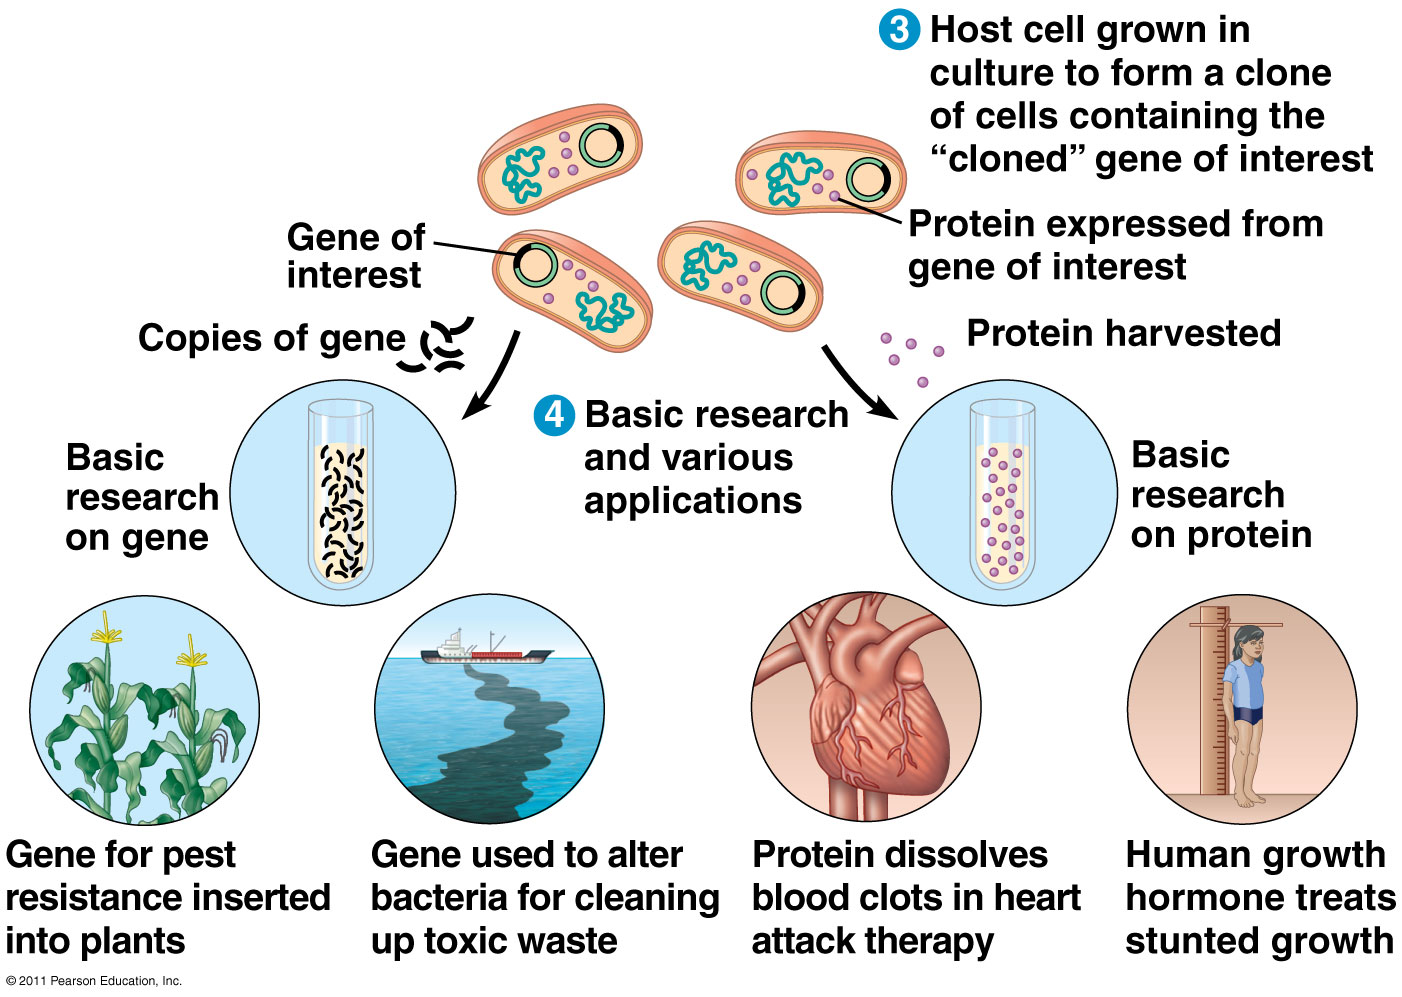 3 Host cell grown in
culture to form a clone
of cells containing the
“cloned” gene of interest
Protein expressed from
gene of interest
Gene of
interest
Copies of gene
Protein harvested
4 Basic research
and various
applications
Basic
research
on gene
Basic
research
on protein
Gene for pest
resistance inserted
into plants
Gene used to alter
bacteria for cleaning
up toxic waste
Protein dissolves
blood clots in heart
attack therapy
Human growth
hormone treats
stunted growth
© 2011 Pearson Education, Inc.